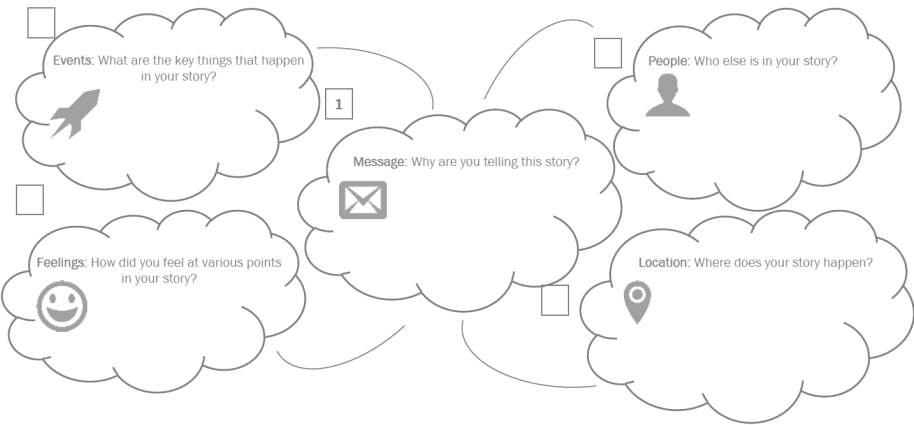 Events: What are the key things that happen
in your story?
People: Who else is in your story?
1
Message: Why are you telling this story?
Feelings: How did you feel at various points
in your story?
Location: Where does your story happen?